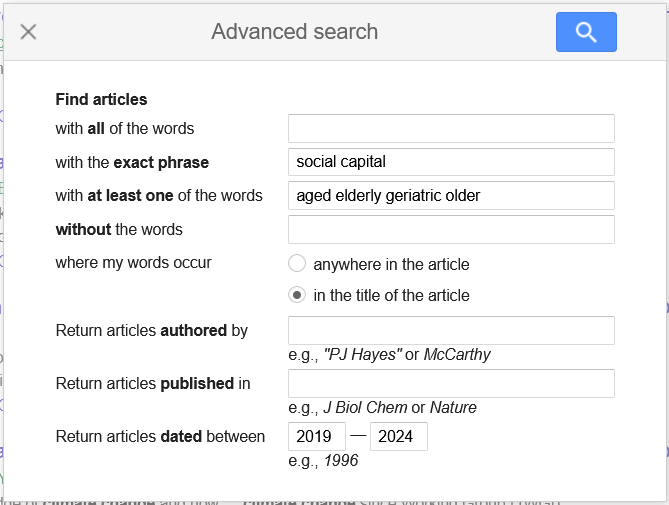 Advanced search
Find articles
with all of the words
with the exact phrase social capital
with at least one of the words aged elderly geriatric older
without the words
where my words occur anywhere in the article
in the title of the article
Return articles authored by
e.g., "PJ Hayes" or McCarthy
Return articles published in
e.g., J Biol Chem or Nature
Return articles dated between 2019 — 2024
e.g., 1996